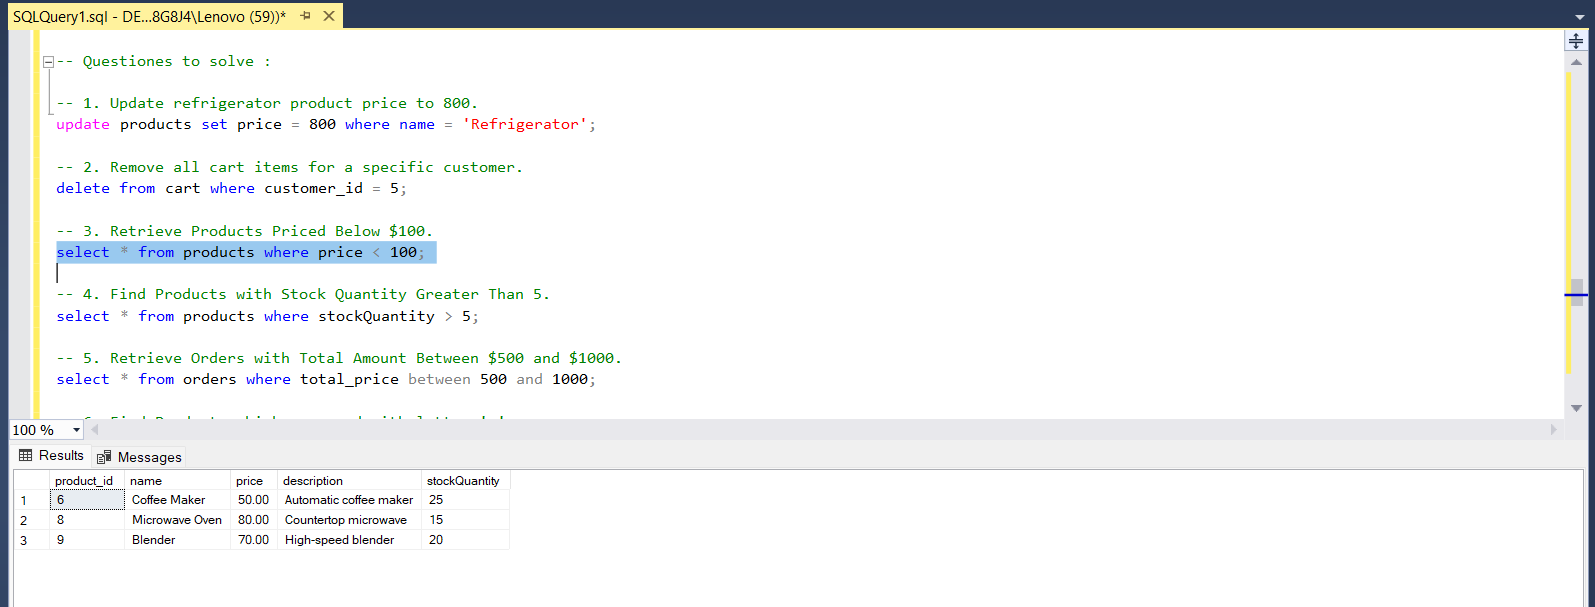 SQLQuery1.sql - DE...8G8J4\Lenovo (59))*
-- Questiones to solve :
-- 1. Update refrigerator product price to 800.
update products set price = 800 where name = 'Refrigerator';
-- 2. Remove all cart items for a specific customer.
delete from cart where customer_id = 5;
-- 3. Retrieve Products Priced Below $100.
select * from products where price < 100;
-- 4. Find Products with Stock Quantity Greater Than 5.
select * from products where stockQuantity > 5;
-- 5. Retrieve Orders with Total Amount Between $500 and $1000.
select * from orders where total_price between 500 and 1000;
100 %
Results Messages
product_id name price description stockQuantity
1 6 Coffee Maker 50.00 Automatic coffee maker 25
2 8 Microwave Oven 80.00 Countertop microwave 15
3 9 Blender 70.00 High-speed blender 20